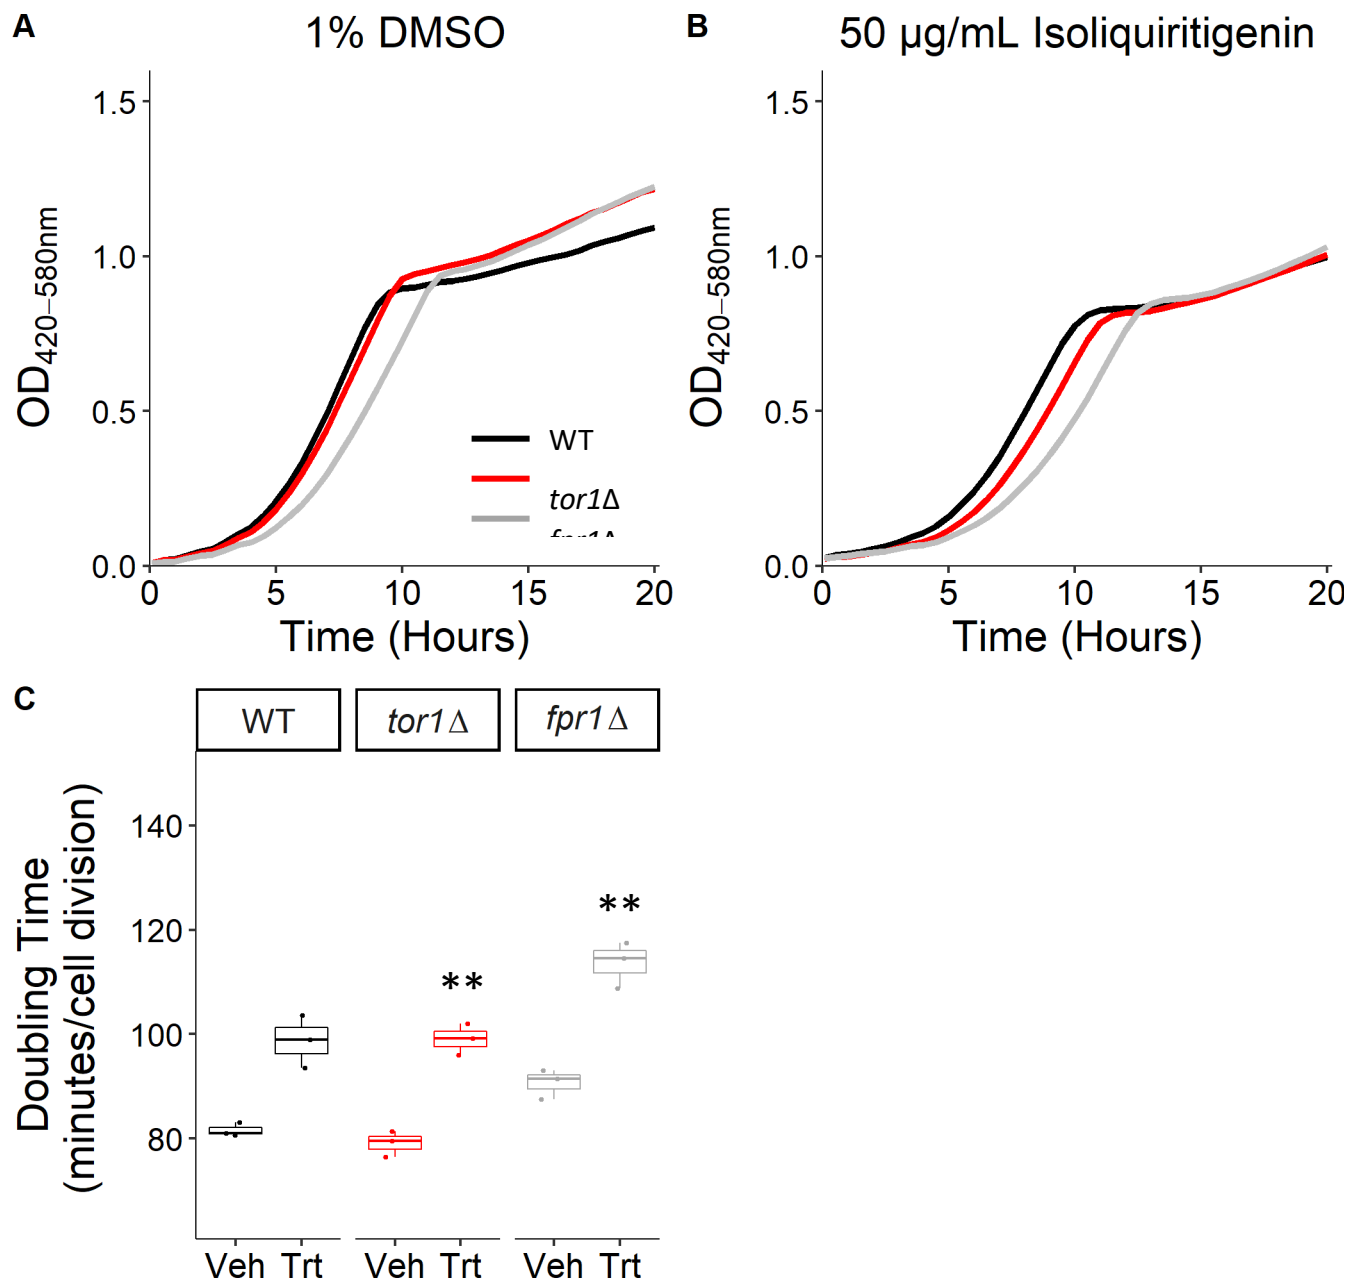 A
1% DMSO
1.5
1.0
0.5
0.0
OD420−580nm
0
5
10
15
20
Time (Hours)
WT
tor1Δ
B
50 µg/mL Isoliquiritigenin
1.5
1.0
0.5
0.0
OD420−580nm
0
5
10
15
20
Time (Hours)
C
WT
tor1Δ
fpr1Δ
Doubling Time
(minutes/cell division)
140
120
100
80
**
**
Veh Trt
Veh Trt
Veh Trt